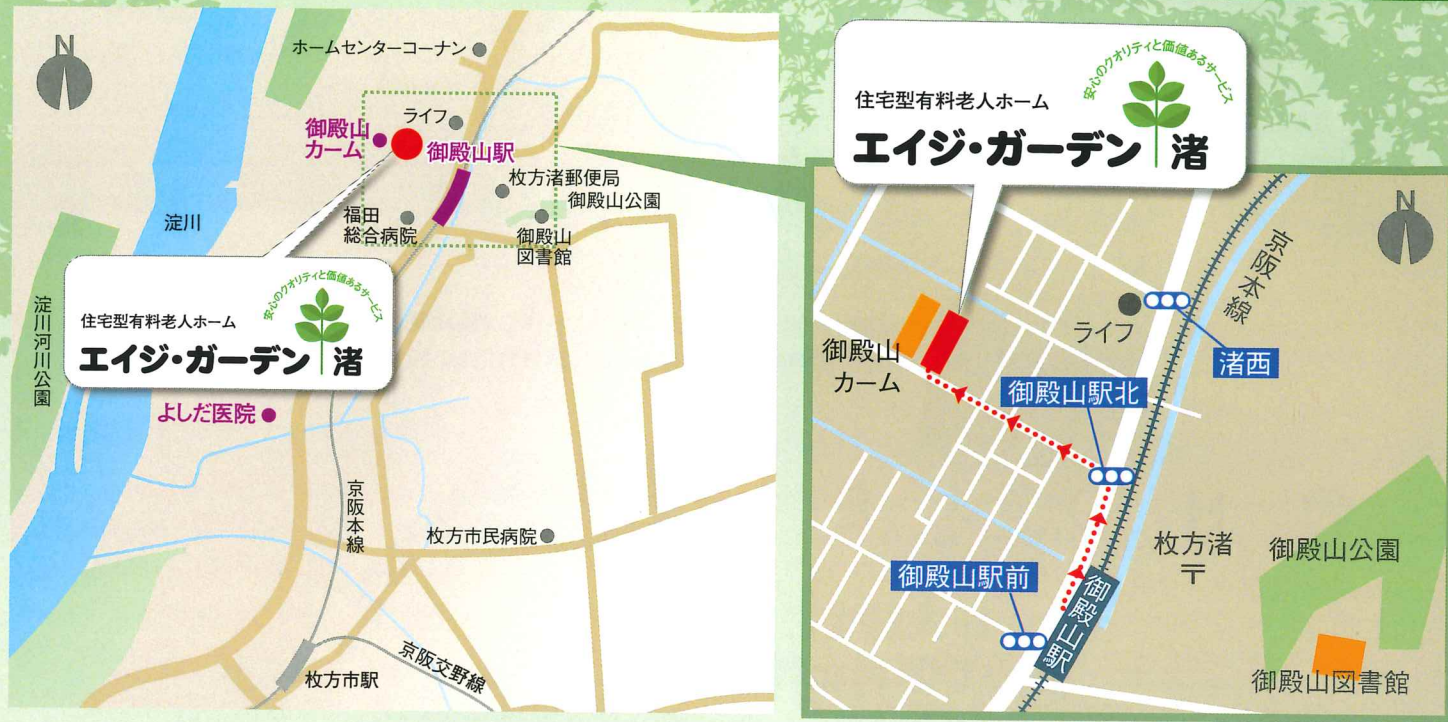 N
ホームセンターコーナン
ライフ
御殿山
カーム
御殿山駅
枚方渚郵便局
御殿山公園
福田
総合病院
御殿山
図書館
淀川
淀川河川公園
安心のクオリティと価値あるサービス
住宅型有料老人ホーム
エイジ・ガーデン 渚
よしだ医院
京阪本線
枚方市民病院
枚方市駅
京阪交野線
安心のクオリティと価値あるサービス
住宅型有料老人ホーム
エイジ・ガーデン 渚
N
京阪本線
ライフ
渚西
御殿山
カーム
御殿山駅北
枚方渚
〒
御殿山公園
御殿山駅前
御殿山駅
御殿山図書館